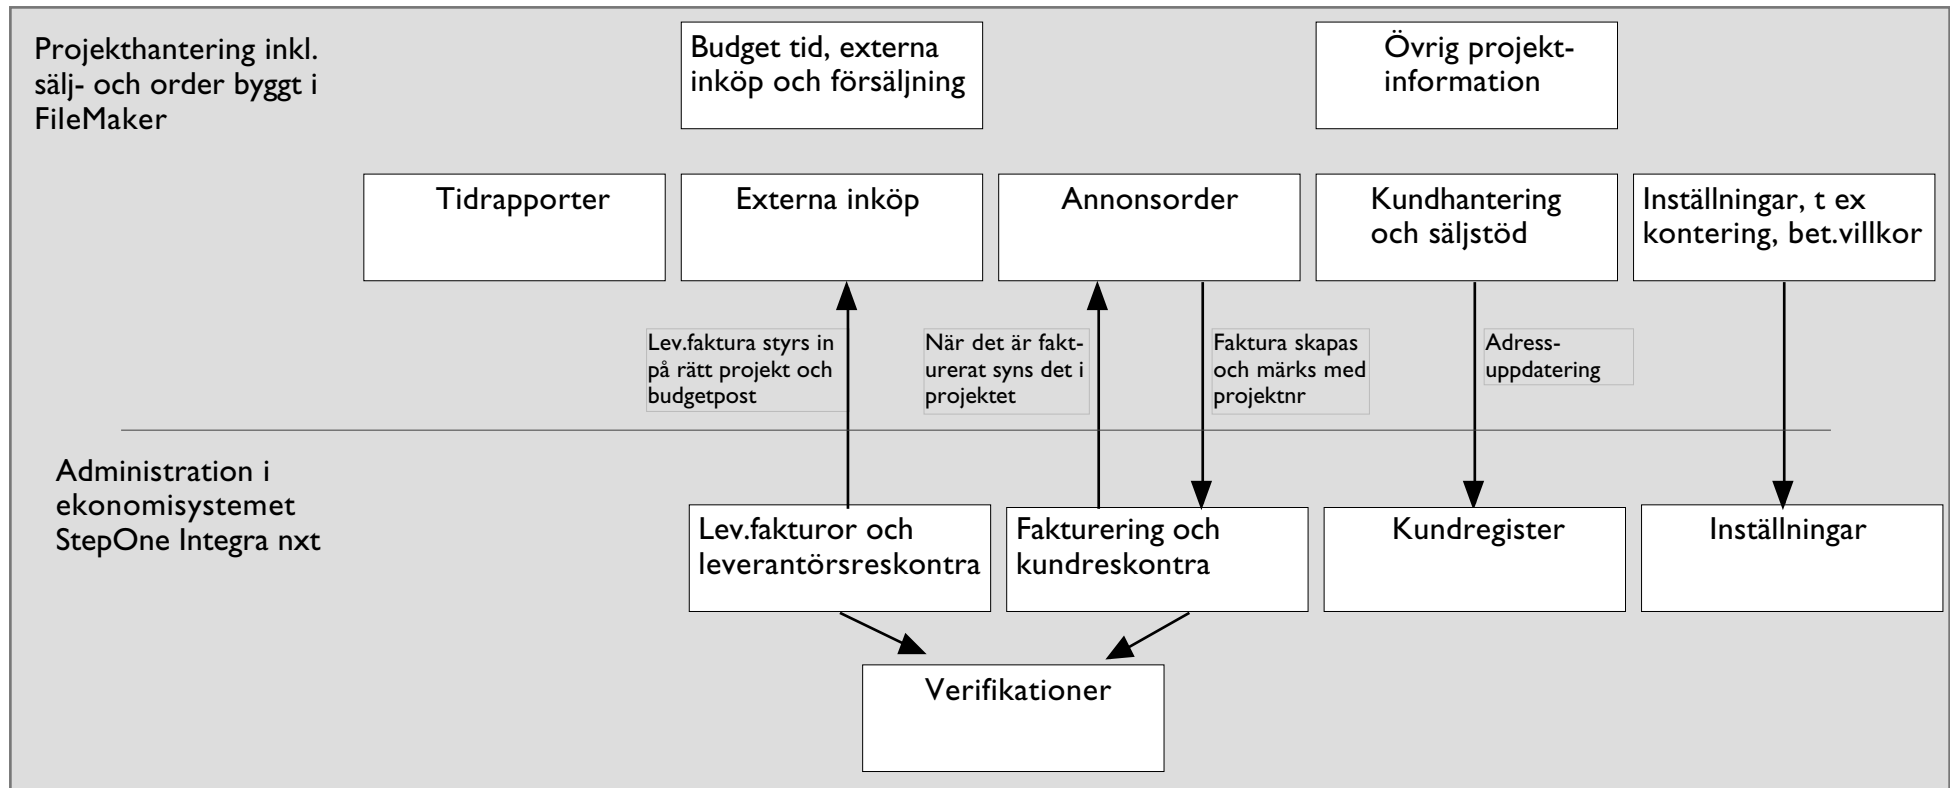 Projekthantering inkl.
sälj- och order byggt i
FileMaker
Budget tid, externa
inköp och försäljning
Övrig projekt-
information
Tidrapporter
Externa inköp
Annonsorder
Kundhantering
och säljstöd
Inställningar, t ex
kontering, bet.villkor
Lev.faktura styrs in
på rätt projekt och
budgetpost
När det är fakt-
urerat syns det i
projektet
Faktura skapas
och märks med
projektnr
Adress-
uppdatering
Administration i
ekonomisystemet
StepOne Integra nxt
Lev.fakturor och
leverantörsreskontra
Fakturering och
kundreskontra
Kundregister
Inställningar
Verifikationer